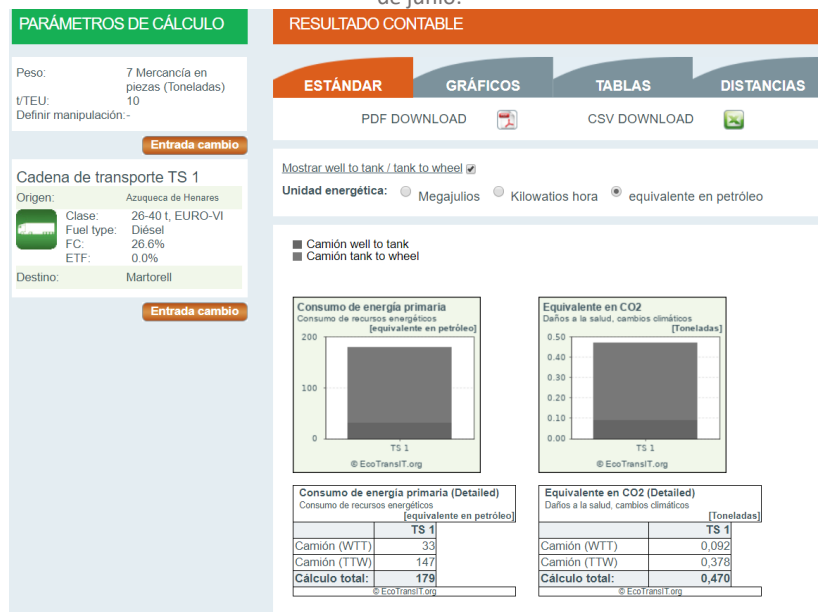 de junio.
PARÁMETROS DE CÁLCULO
Peso: 7 Mercancía en
piezas (Toneladas)
t/TEU: 10
Definir manipulación:-
Entrada cambio
Cadena de transporte TS 1
Origen: Azuqueca de Henares
Clase: 26-40 t, EURO-VI
Fuel type: Diésel
FC: 26.6%
ETF: 0.0%
Destino: Martorell
Entrada cambio
RESULTADO CONTABLE
ESTÁNDAR GRÁFICOS TABLAS DISTANCIAS
PDF DOWNLOAD CSV DOWNLOAD
Mostrar well to tank / tank to wheel
Unidad energética: Megajulios Kilowatios hora equivalente en petróleo
Camión well to tank
Camión tank to wheel
Consumo de energía primaria
Consumo de recursos energéticos
[equivalente en petróleo]
200
100
0
TS 1
© EcoTransIT.org
Equivalente en CO2
Daños a la salud, cambios climáticos
[Toneladas]
0.50
0.40
0.30
0.20
0.10
0.00
TS 1
© EcoTransIT.org
Consumo de energía primaria (Detailed)
Consumo de recursos energéticos
[equivalente en petróleo]
TS 1
Camión (WTT) 33
Camión (TTW) 147
Cálculo total: 179
© EcoTransIT.org
Equivalente en CO2 (Detailed)
Daños a la salud, cambios climáticos
[Toneladas]
TS 1
Camión (WTT) 0,092
Camión (TTW) 0,378
Cálculo total: 0,470
© EcoTransIT.org